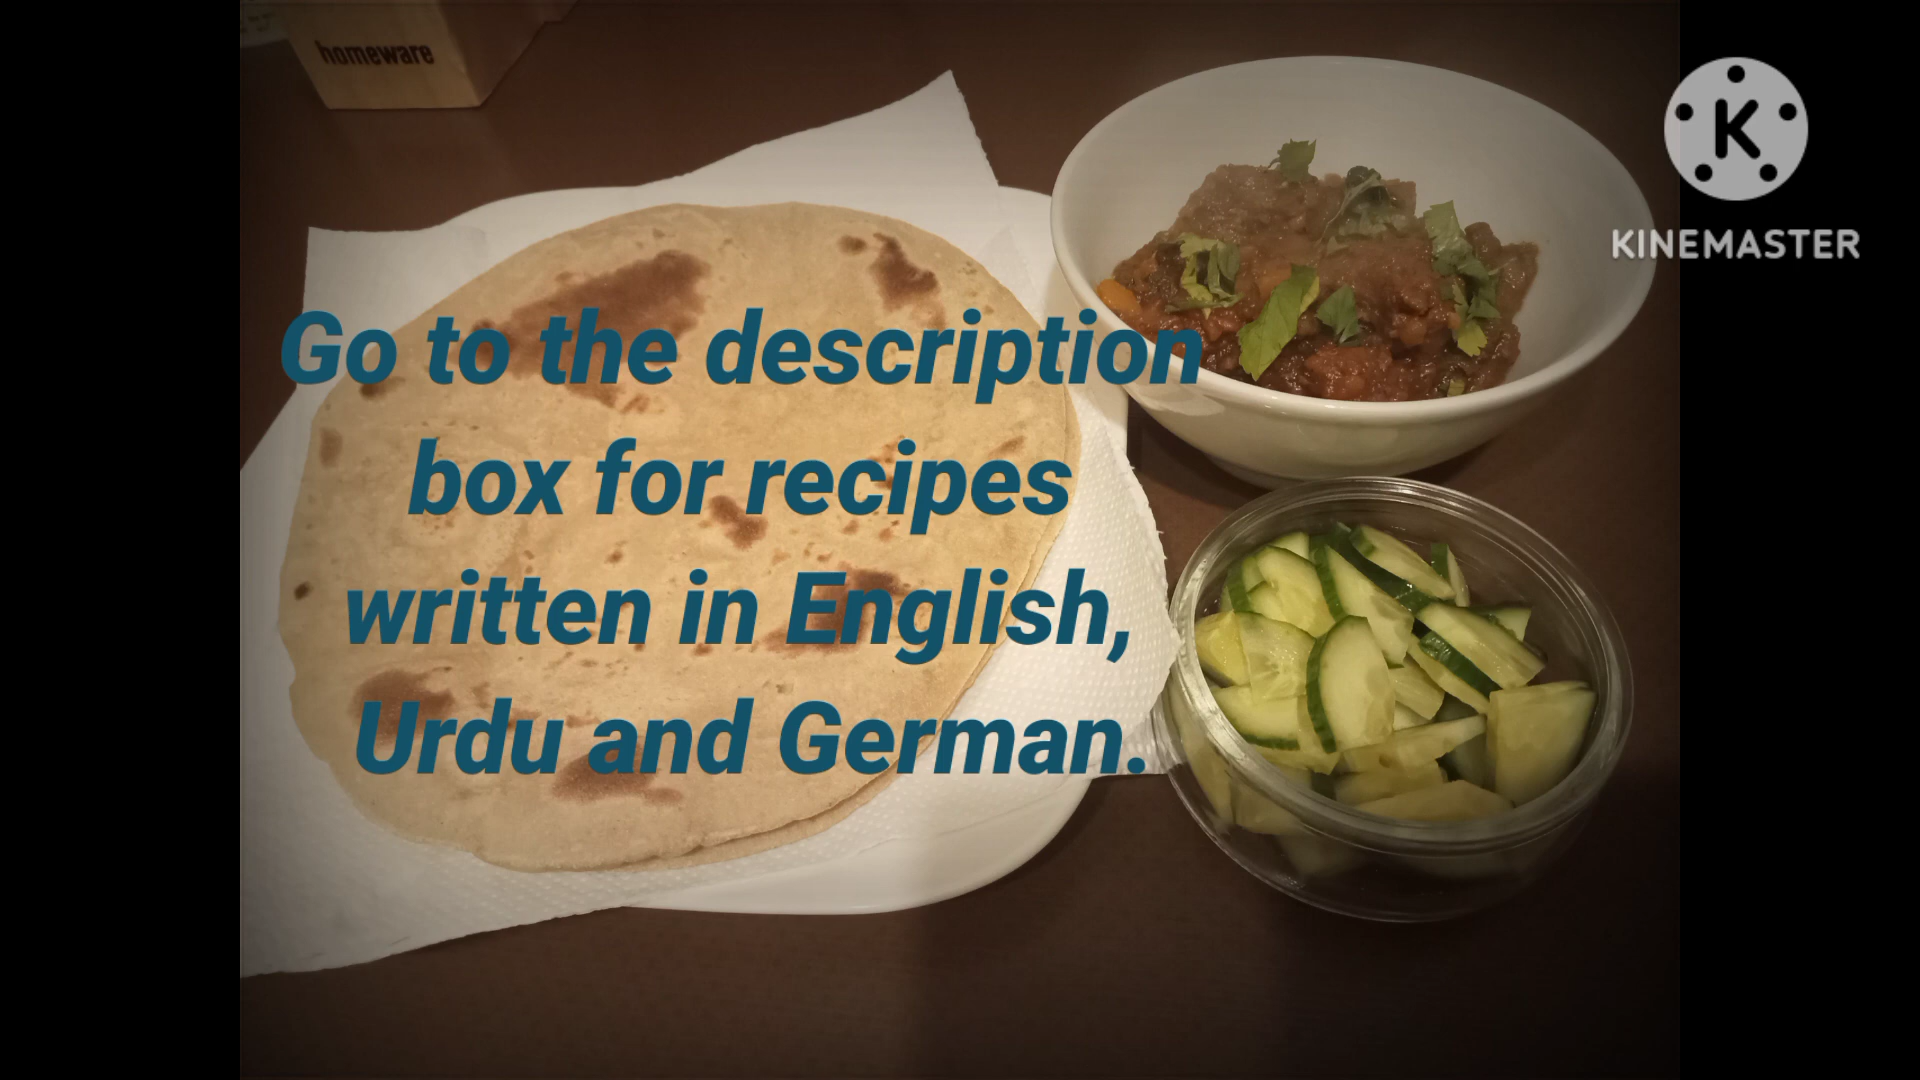 homeware
KINEMASTER
Go to the description
box for recipes
written in English,
Urdu and German.